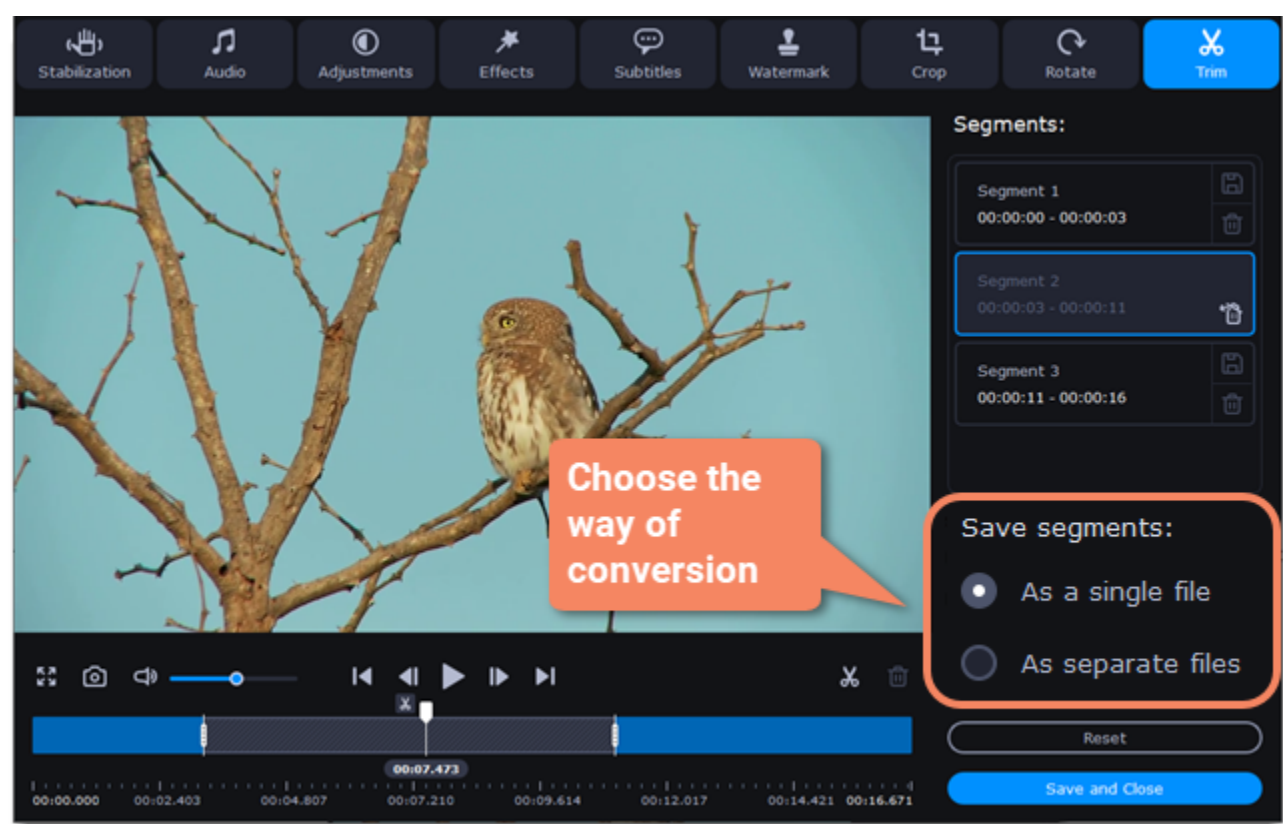 Stabilization
Audio
Adjustments
Effects
Subtitles
Watermark
Crop
Rotate
Trim
Segments:
Segment 1
00:00:00 - 00:00:03
Segment 2
00:00:03 - 00:00:11
Segment 3
00:00:11 - 00:00:16
Choose the
way of
conversion
Save segments:
As a single file
As separate files
00:07.473
00:00.000 00:02.403 00:04.807 00:07.210 00:09.614 00:12.017 00:14.421 00:16.671
Reset
Save and Close